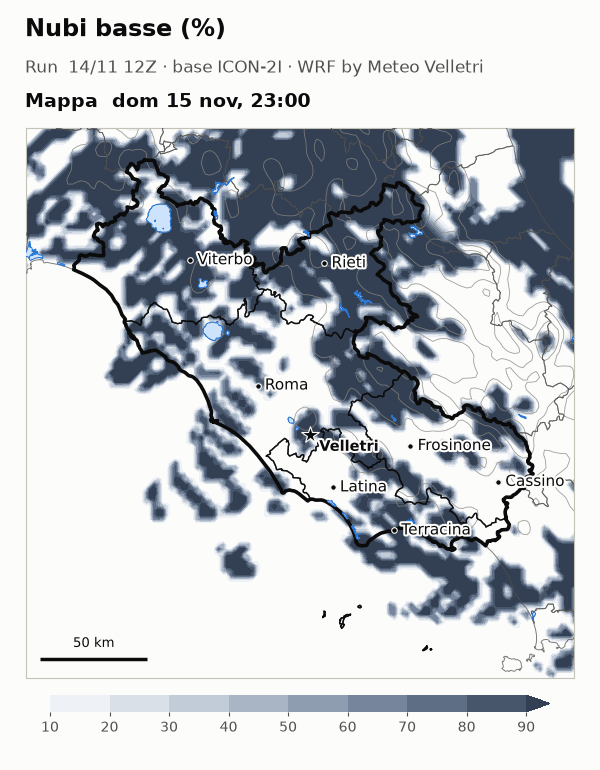 Nubi basse (%)
Run  14/11 12Z · base ICON-2I · WRF by Meteo Velletri
Mappa  dom 15 nov, 23:00
Viterbo
Rieti
Roma
Velletri
Frosinone
Cassino
Latina
Terracina
50 km
10 20 30 40 50 60 70 80 90